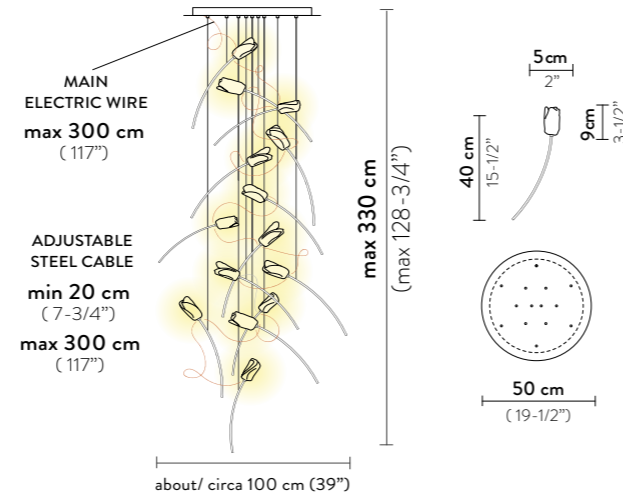 MAIN
ELECTRIC WIRE
max 300 cm
( 117”)
ADJUSTABLE
STEEL CABLE
min 20 cm
( 7-3/4”)
max 300 cm
( 117”)
about/ circa 100 cm (39”)
max 330 cm
(max 128-3/4”)
5cm
2”
9cm
3-1/2”
40 cm
15-1/2”
50 cm
( 19-1/2”)